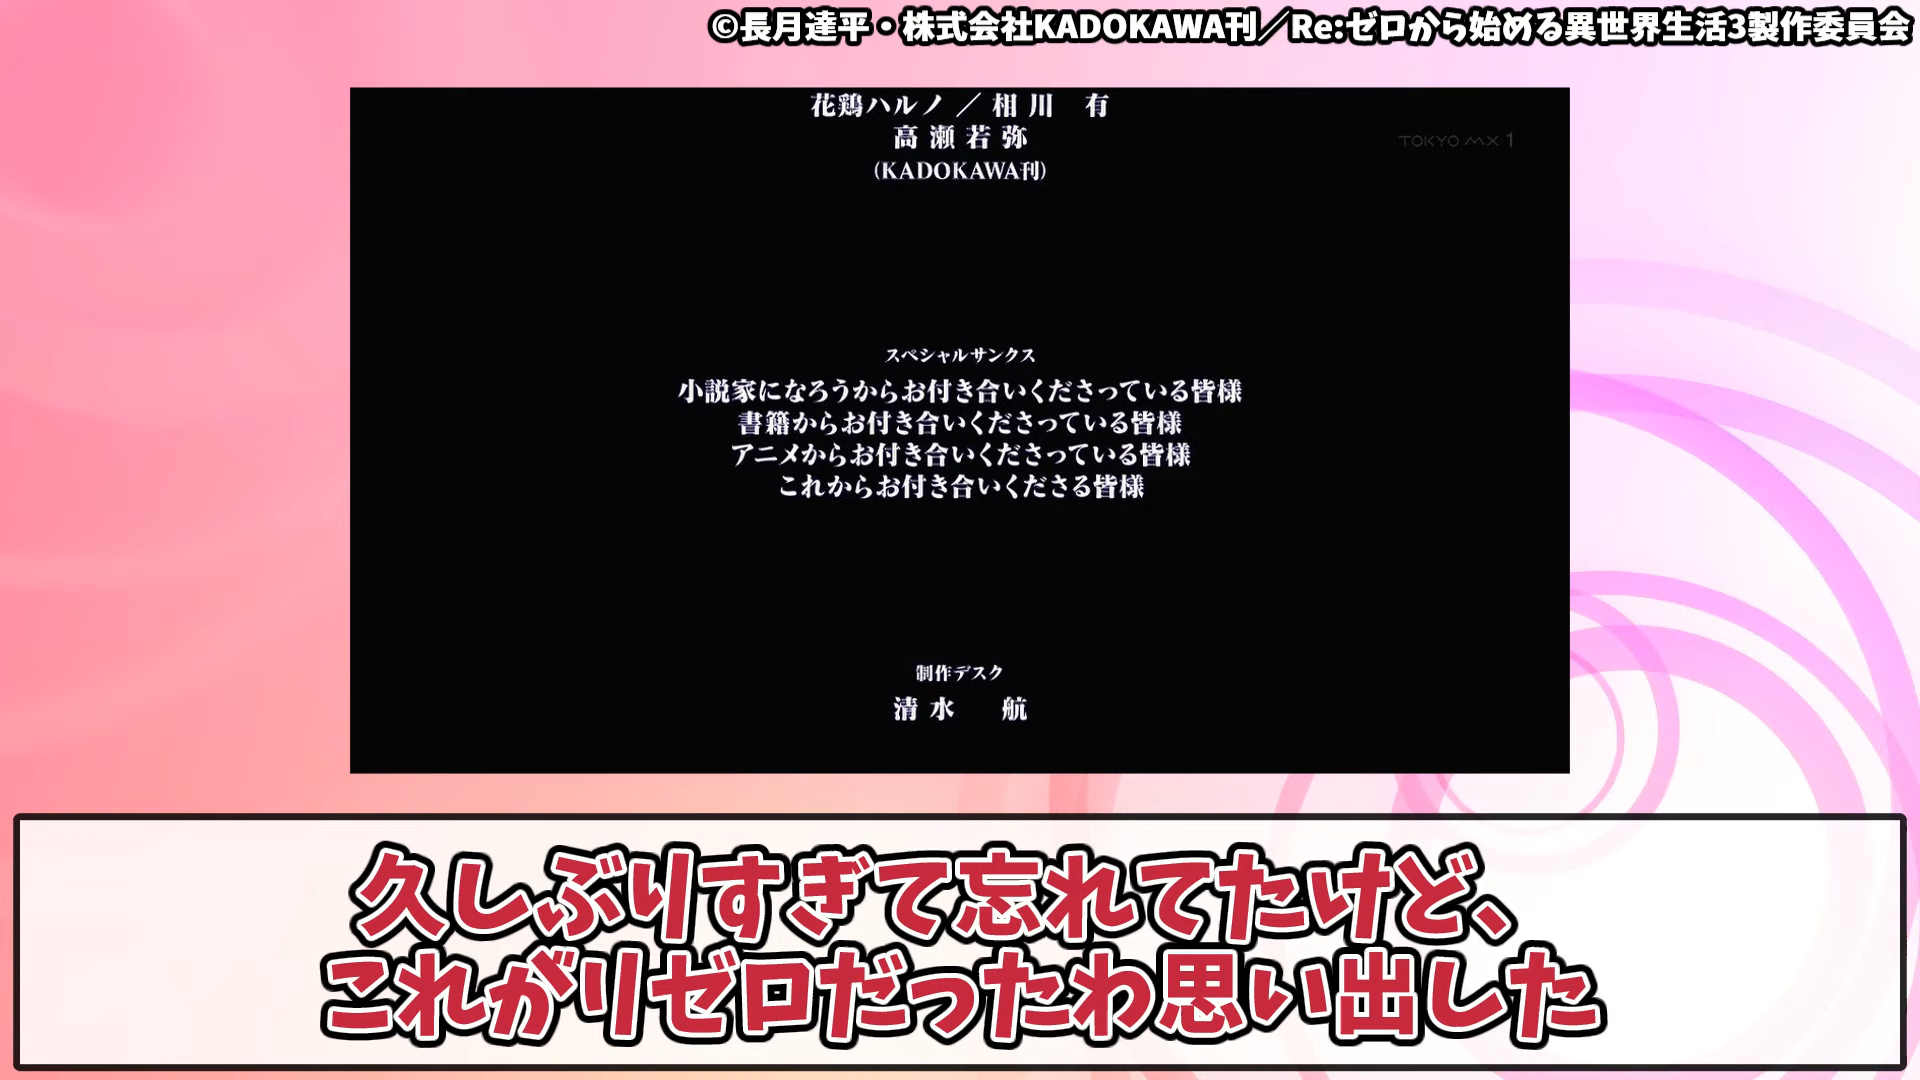 ©長月達平・株式会社KADOKAWA刊／Re:ゼロから始める異世界生活3製作委員会
花鶏ハルノ／相川 有
高瀬若弥
（KADOKAWA刊）
TOKYO MX 1
スペシャルサンクス
小説家になろうからお付き合いくださっている皆様
書籍からお付き合いくださっている皆様
アニメからお付き合いくださっている皆様
これからお付き合いくださる皆様
制作デスク
清水 航
久しぶりすぎて忘れてたけど、
これがリゼロだったわ思い出した